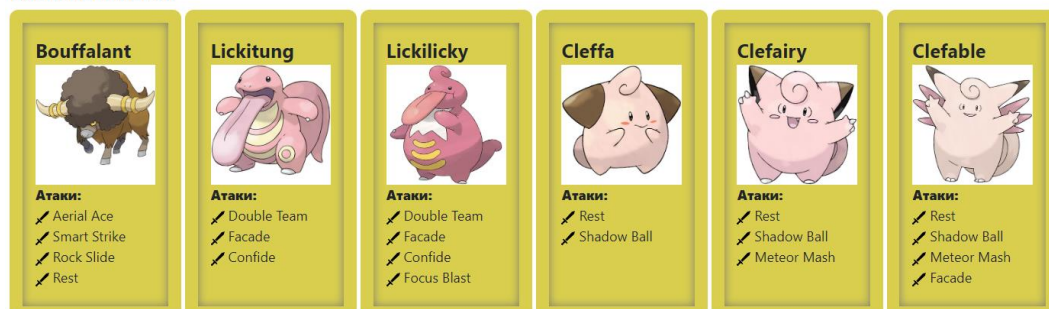 Bouffalant
Атаки:
Aerial Ace
Smart Strike
Rock Slide
Rest
Lickitung
Атаки:
Double Team
Facade
Confide
Lickilicky
Атаки:
Double Team
Facade
Confide
Focus Blast
Cleffa
Атаки:
Rest
Shadow Ball
Clefairy
Атаки:
Rest
Shadow Ball
Meteor Mash
Clefable
Атаки:
Rest
Shadow Ball
Meteor Mash
Facade